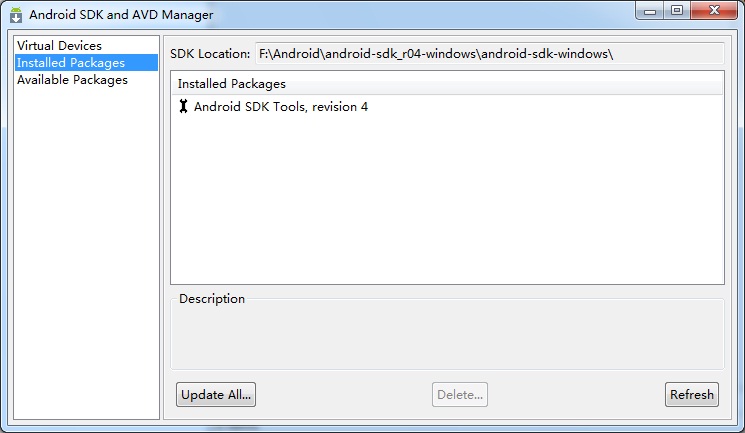 Android SDK and AVD Manager
Virtual Devices
Installed Packages
Available Packages
SDK Location: F:\Android\android-sdk_r04-windows\android-sdk-windows\
Installed Packages
Android SDK Tools, revision 4
Description
Update All...
Delete...
Refresh